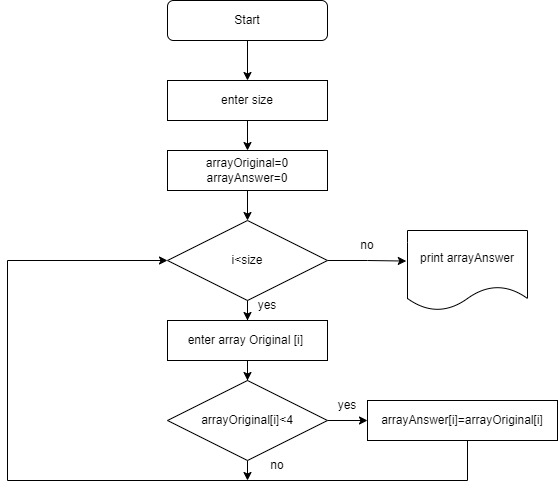 Start
enter size
arrayOriginal=0
arrayAnswer=0
i<size
no
print arrayAnswer
yes
enter array Original [i]
arrayOriginal[i]<4
yes
arrayAnswer[i]=arrayOriginal[i]
no